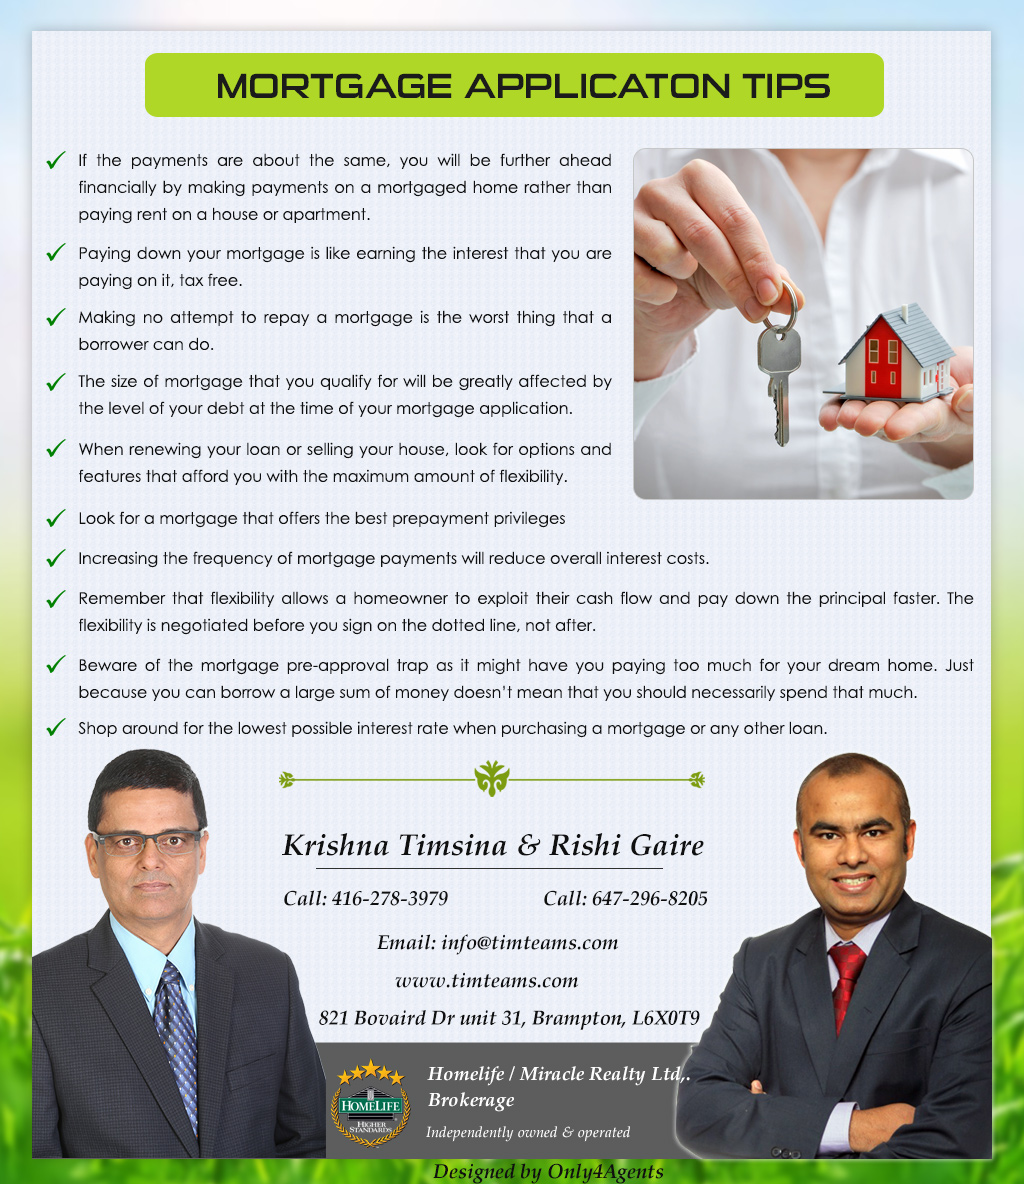 MORTGAGE APPLICATON TIPS
If the payments are about the same, you will be further ahead
financially by making payments on a mortgaged home rather than
paying rent on a house or apartment.
Paying down your mortgage is like earning the interest that you are
paying on it, tax free.
Making no attempt to repay a mortgage is the worst thing that a
borrower can do.
The size of mortgage that you qualify for will be greatly affected by
the level of your debt at the time of your mortgage application.
When renewing your loan or selling your house, look for options and
features that afford you with the maximum amount of flexibility.
Look for a mortgage that offers the best prepayment privileges
Increasing the frequency of mortgage payments will reduce overall interest costs.
Remember that flexibility allows a homeowner to exploit their cash flow and pay down the principal faster. The
flexibility is negotiated before you sign on the dotted line, not after.
Beware of the mortgage pre-approval trap as it might have you paying too much for your dream home. Just
because you can borrow a large sum of money doesn't mean that you should necessarily spend that much.
Shop around for the lowest possible interest rate when purchasing a mortgage or any other loan.
Krishna Timsina & Rishi Gaire
Call: 416-278-3979 Call: 647-296-8205
Email: info@timteams.com
www.timteams.com
821 Bovaird Dr unit 31, Brampton, L6X0T9
Homelife / Miracle Realty Ltd,.
Brokerage
Independently owned & operated
HOMELIFE
HIGHER
STANDARDS
Designed by Only4Agents